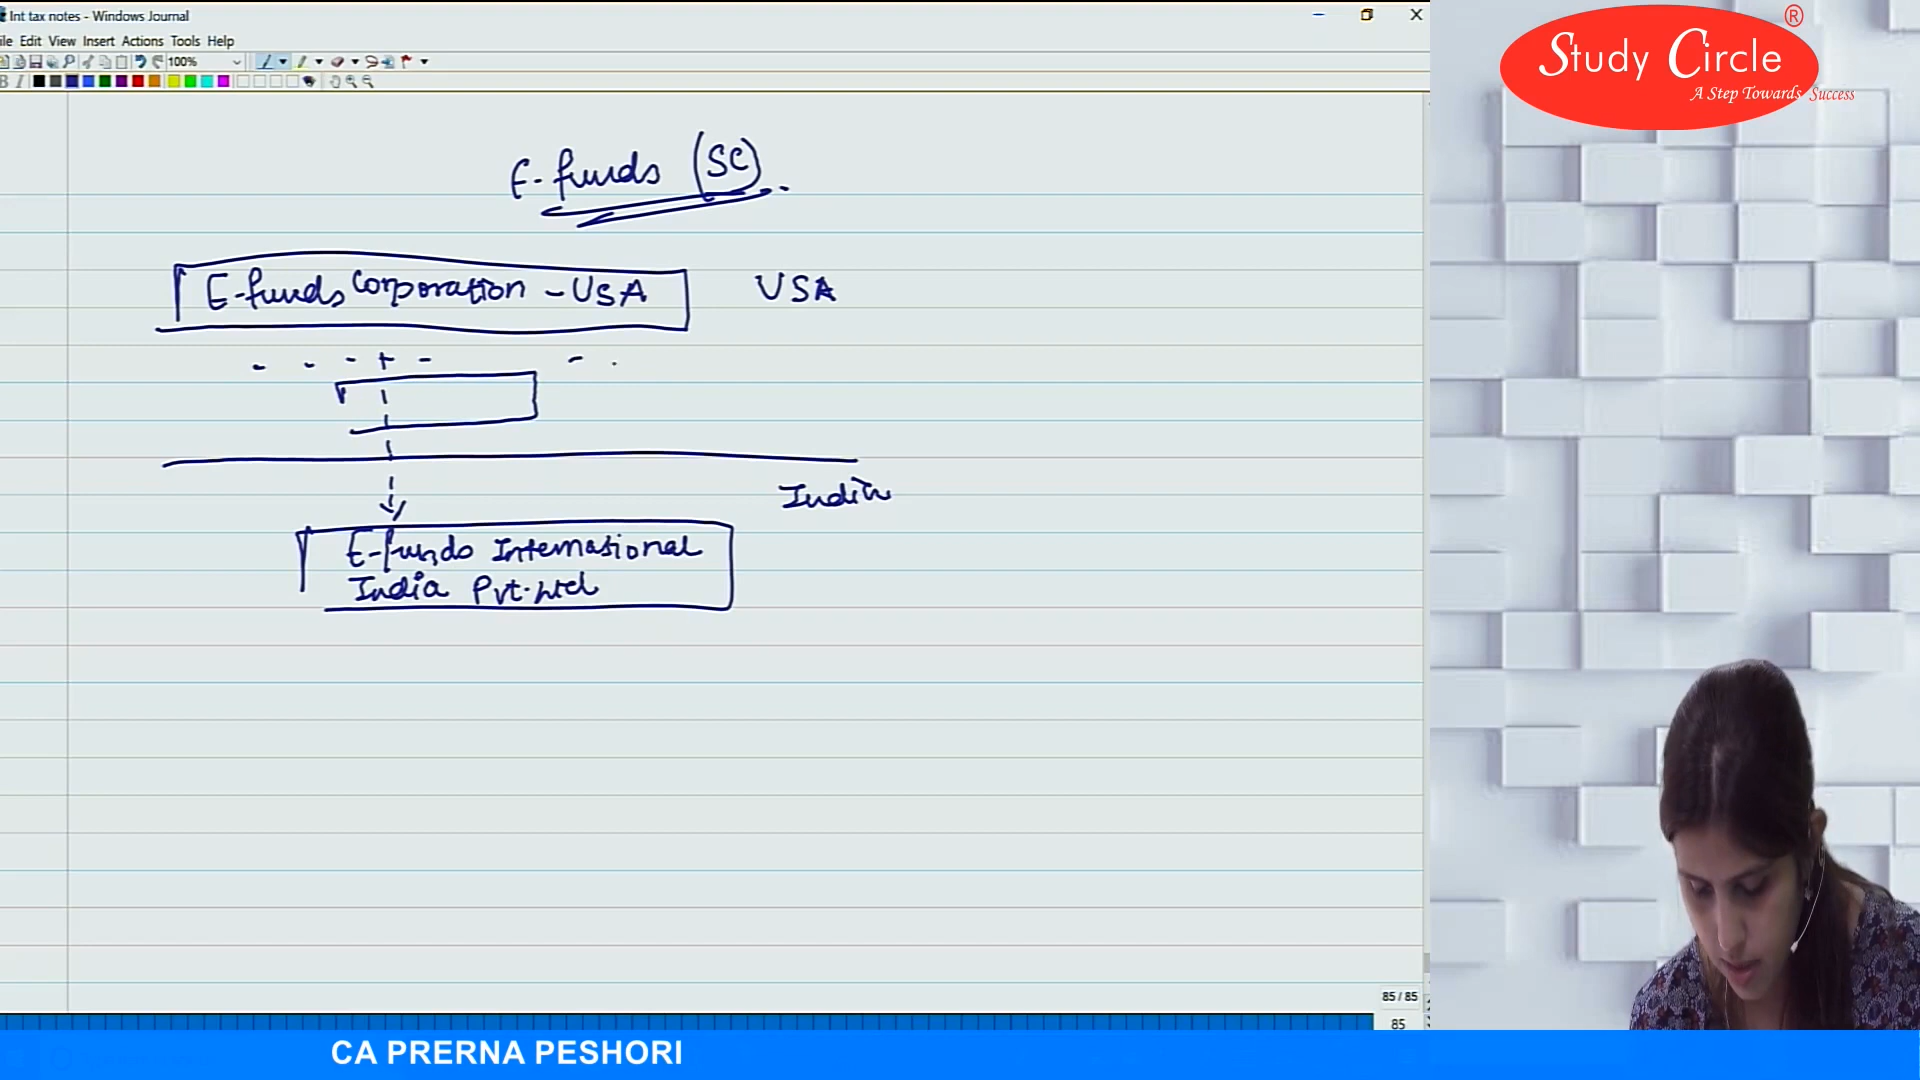 Int tax notes - Windows Journal
ile Edit View Insert Actions Tools Help
100%
B I
E-funds (SC)
E-funds Corporation - USA USA
India
E-funds International
India Pvt. Ltd
85 / 85
85
Study Circle ®
A Step Towards Success
CA PRERNA PESHORI